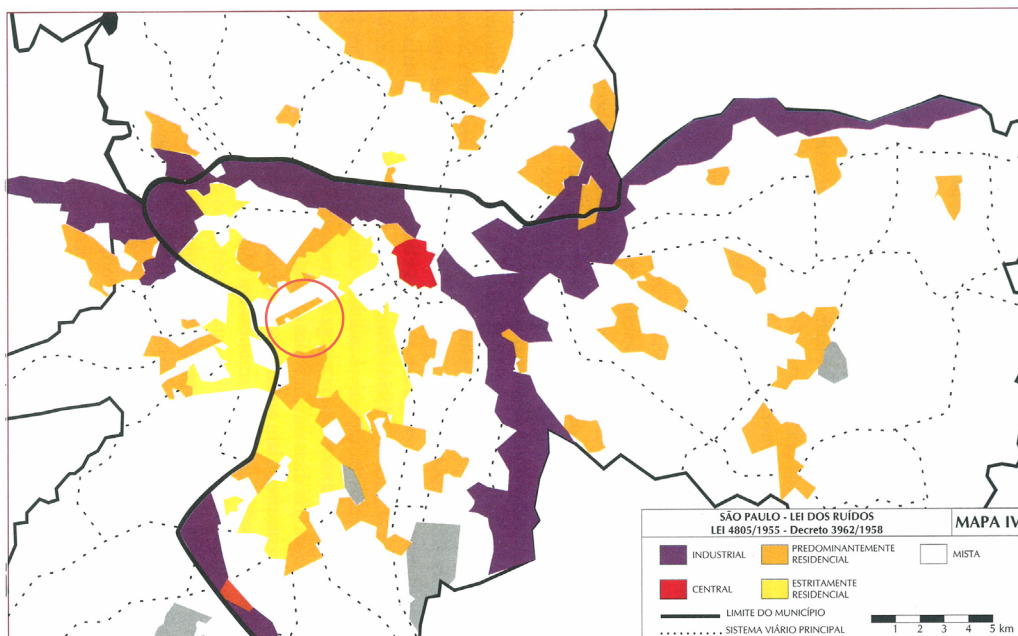 SÃO PAULO - LEI DOS RUÍDOS
LEI 4805/1955 - Decreto 3962/1958
MAPA IV
INDUSTRIAL
PREDOMINANTEMENTE
RESIDENCIAL
MISTA
CENTRAL
ESTRITAMENTE
RESIDENCIAL
LIMITE DO MUNICÍPIO
SISTEMA VIÁRIO PRINCIPAL
1 2 3 4 5 km